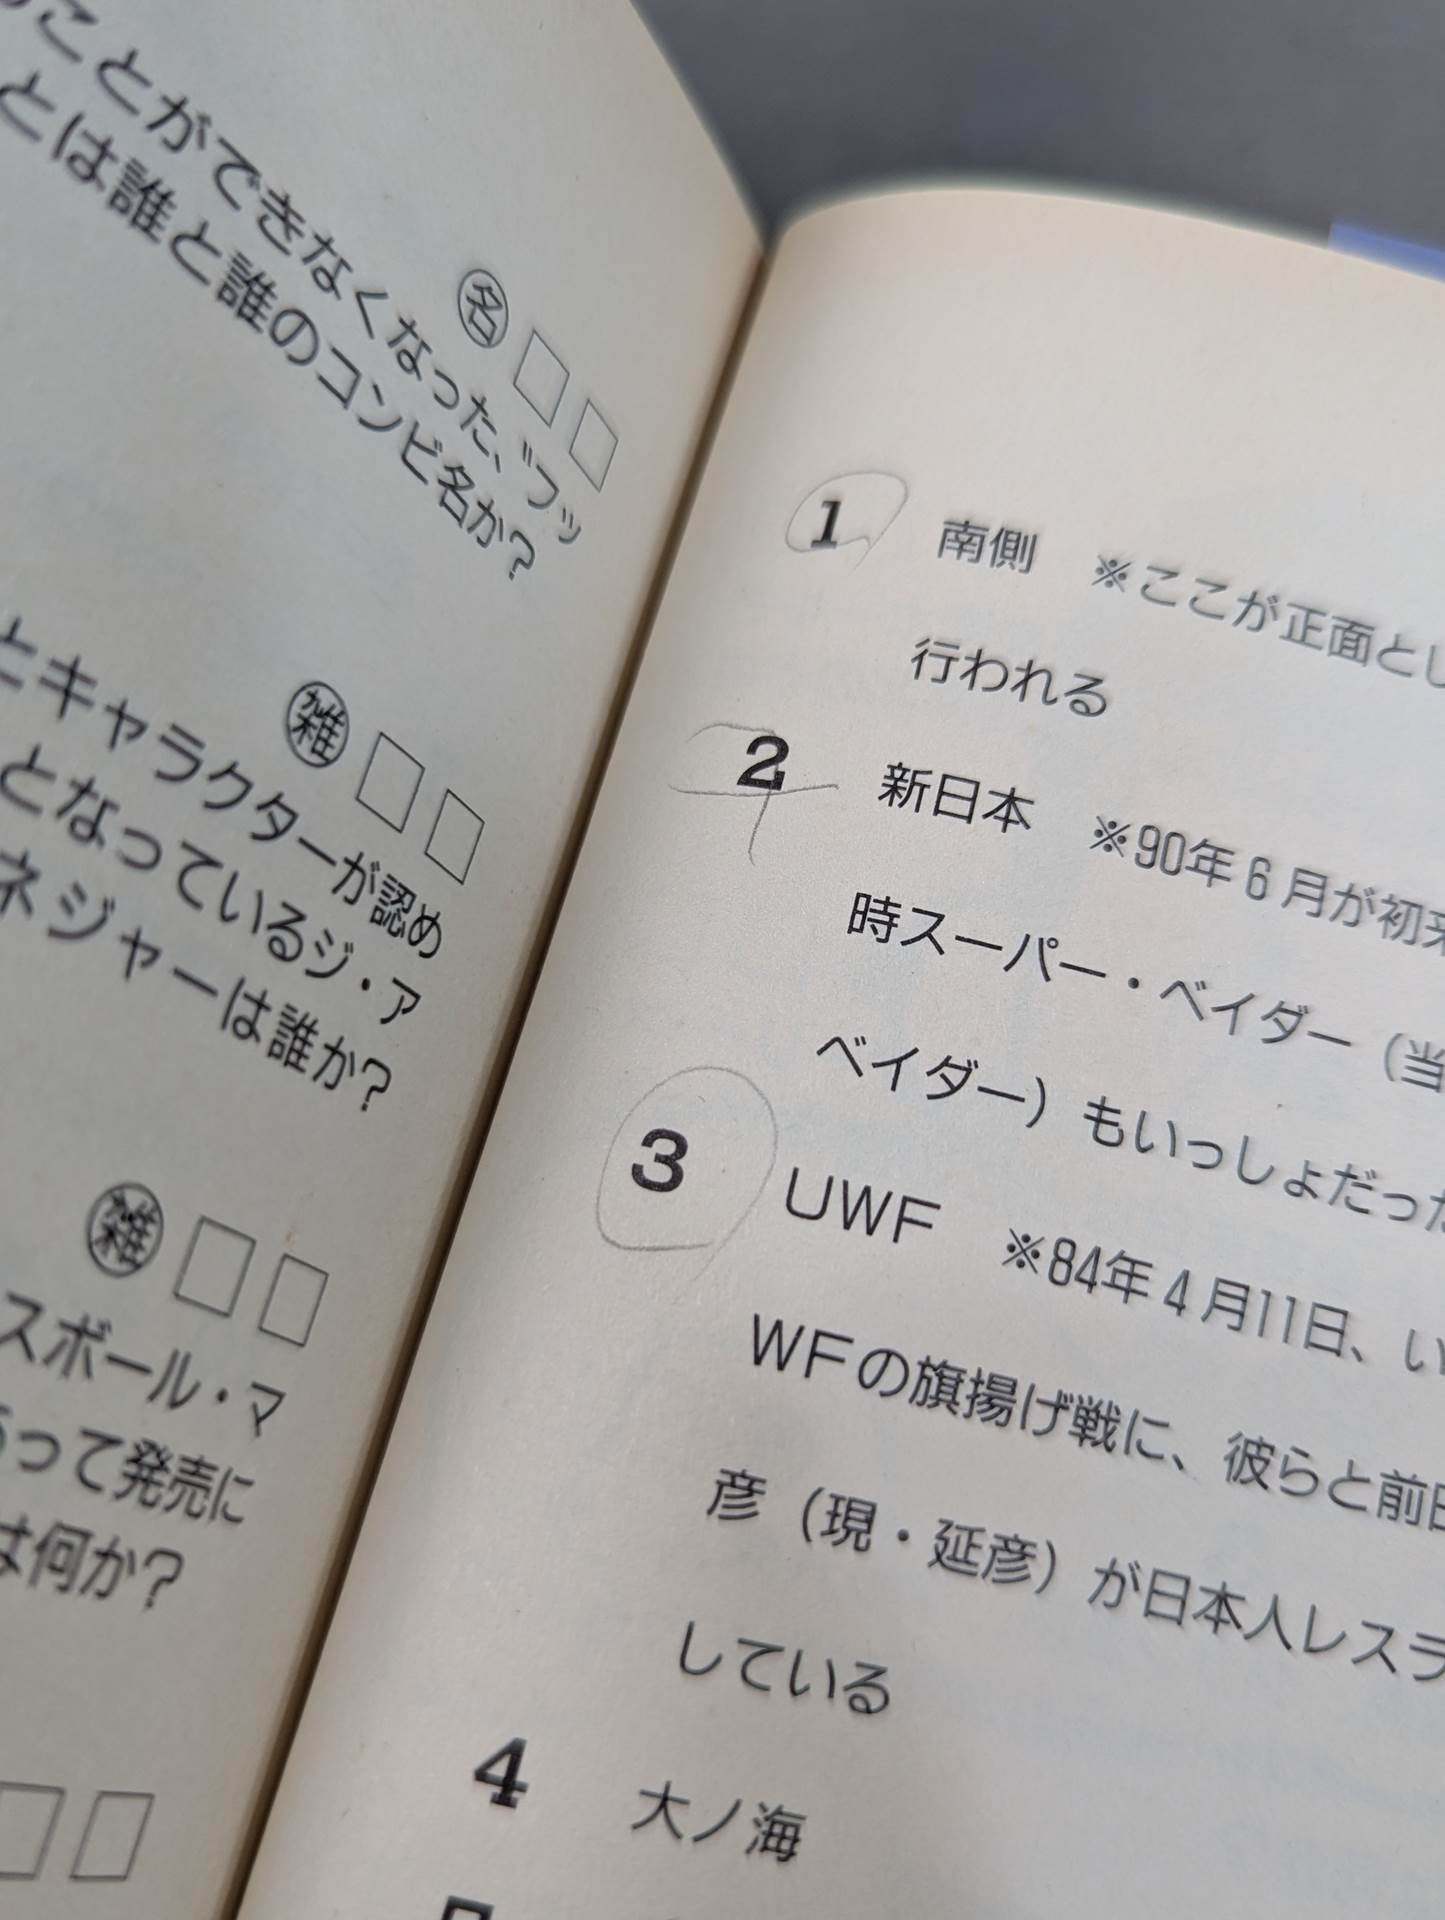 ことができなくなった、"ワッ
とは誰と誰のコンビ名か?
名□□
とキャラクターが認め
となっているジ・ア
ネジャーは誰か?
雑□□
スボール・マ
って発売に
は何か?
雑□□
□□
1 南側 ※ここが正面とし
行われる
2 新日本 ※90年6月が初来
時スーパー・ベイダー(当
ベイダー)もいっしょだった
3 UWF ※84年4月11日、い
WFの旗揚げ戦に、彼らと前田
彦(現・延彦)が日本人レスラ
している
4 大ノ海